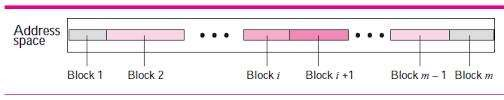 Address
space
Block 1 Block 2 Block i Block i +1 Block m – 1 Block m